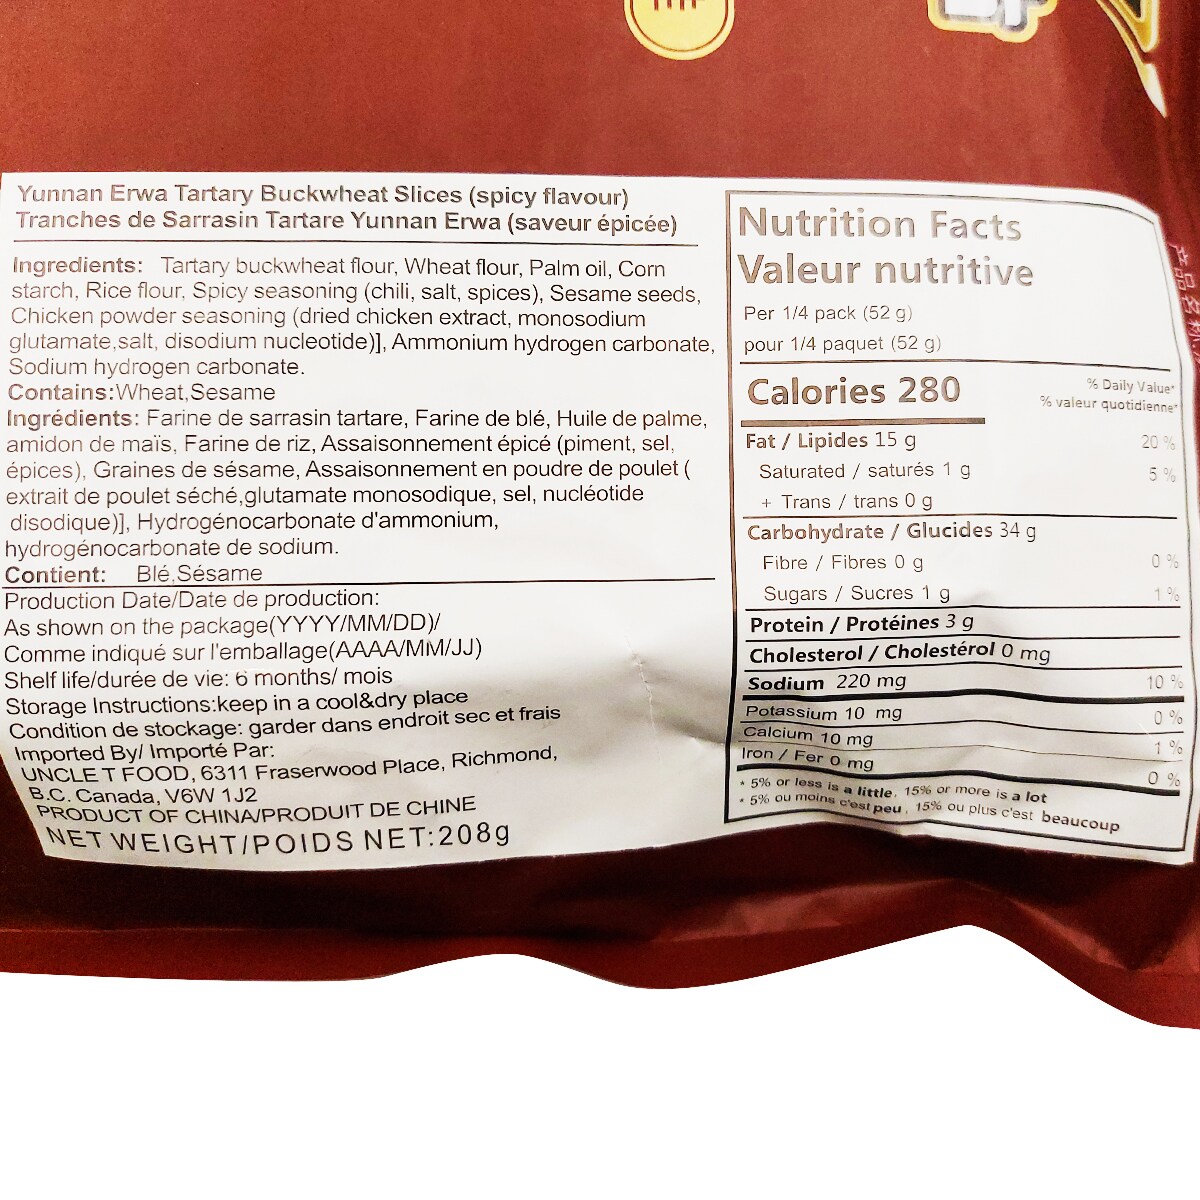 Yunnan Erwa Tartary Buckwheat Slices (spicy flavour)
Tranches de Sarrasin Tartare Yunnan Erwa (saveur épicée)
Ingredients: Tartary buckwheat flour, Wheat flour, Palm oil, Corn
starch, Rice flour, Spicy seasoning (chili, salt, spices), Sesame seeds,
Chicken powder seasoning (dried chicken extract, monosodium
glutamate,salt, disodium nucleotide)], Ammonium hydrogen carbonate,
Sodium hydrogen carbonate.
Contains:Wheat,Sesame
Ingrédients: Farine de sarrasin tartare, Farine de blé, Huile de palme,
amidon de maïs, Farine de riz, Assaisonnement épicé (piment, sel,
épices), Graines de sésame, Assaisonnement en poudre de poulet (
extrait de poulet séché,glutamate monosodique, sel, nucléotide
disodique)], Hydrogénocarbonate d'ammonium,
hydrogénocarbonate de sodium.
Contient: Blé,Sésame
Production Date/Date de production:
As shown on the package(YYYY/MM/DD)/
Comme indiqué sur l'emballage(AAAA/MM/JJ)
Shelf life/durée de vie: 6 months/ mois
Storage Instructions:keep in a cool&dry place
Condition de stockage: garder dans endroit sec et frais
Imported By/ Importé Par:
UNCLE T FOOD, 6311 Fraserwood Place, Richmond,
B.C. Canada, V6W 1J2
PRODUCT OF CHINA/PRODUIT DE CHINE
NET WEIGHT/POIDS NET:208g
Nutrition Facts
Valeur nutritive
Per 1/4 pack (52 g)
pour 1/4 paquet (52 g)
Calories 280
% Daily Value*
% valeur quotidienne*
Fat / Lipides 15 g 20 %
Saturated / saturés 1 g 5 %
+ Trans / trans 0 g
Carbohydrate / Glucides 34 g
Fibre / Fibres 0 g 0 %
Sugars / Sucres 1 g 1 %
Protein / Protéines 3 g
Cholesterol / Cholestérol 0 mg
Sodium 220 mg 10 %
Potassium 10 mg 0 %
Calcium 10 mg 1 %
Iron / Fer 0 mg 0 %
* 5% or less is a little, 15% or more is a lot
* 5% ou moins c'est peu, 15% ou plus c'est beaucoup